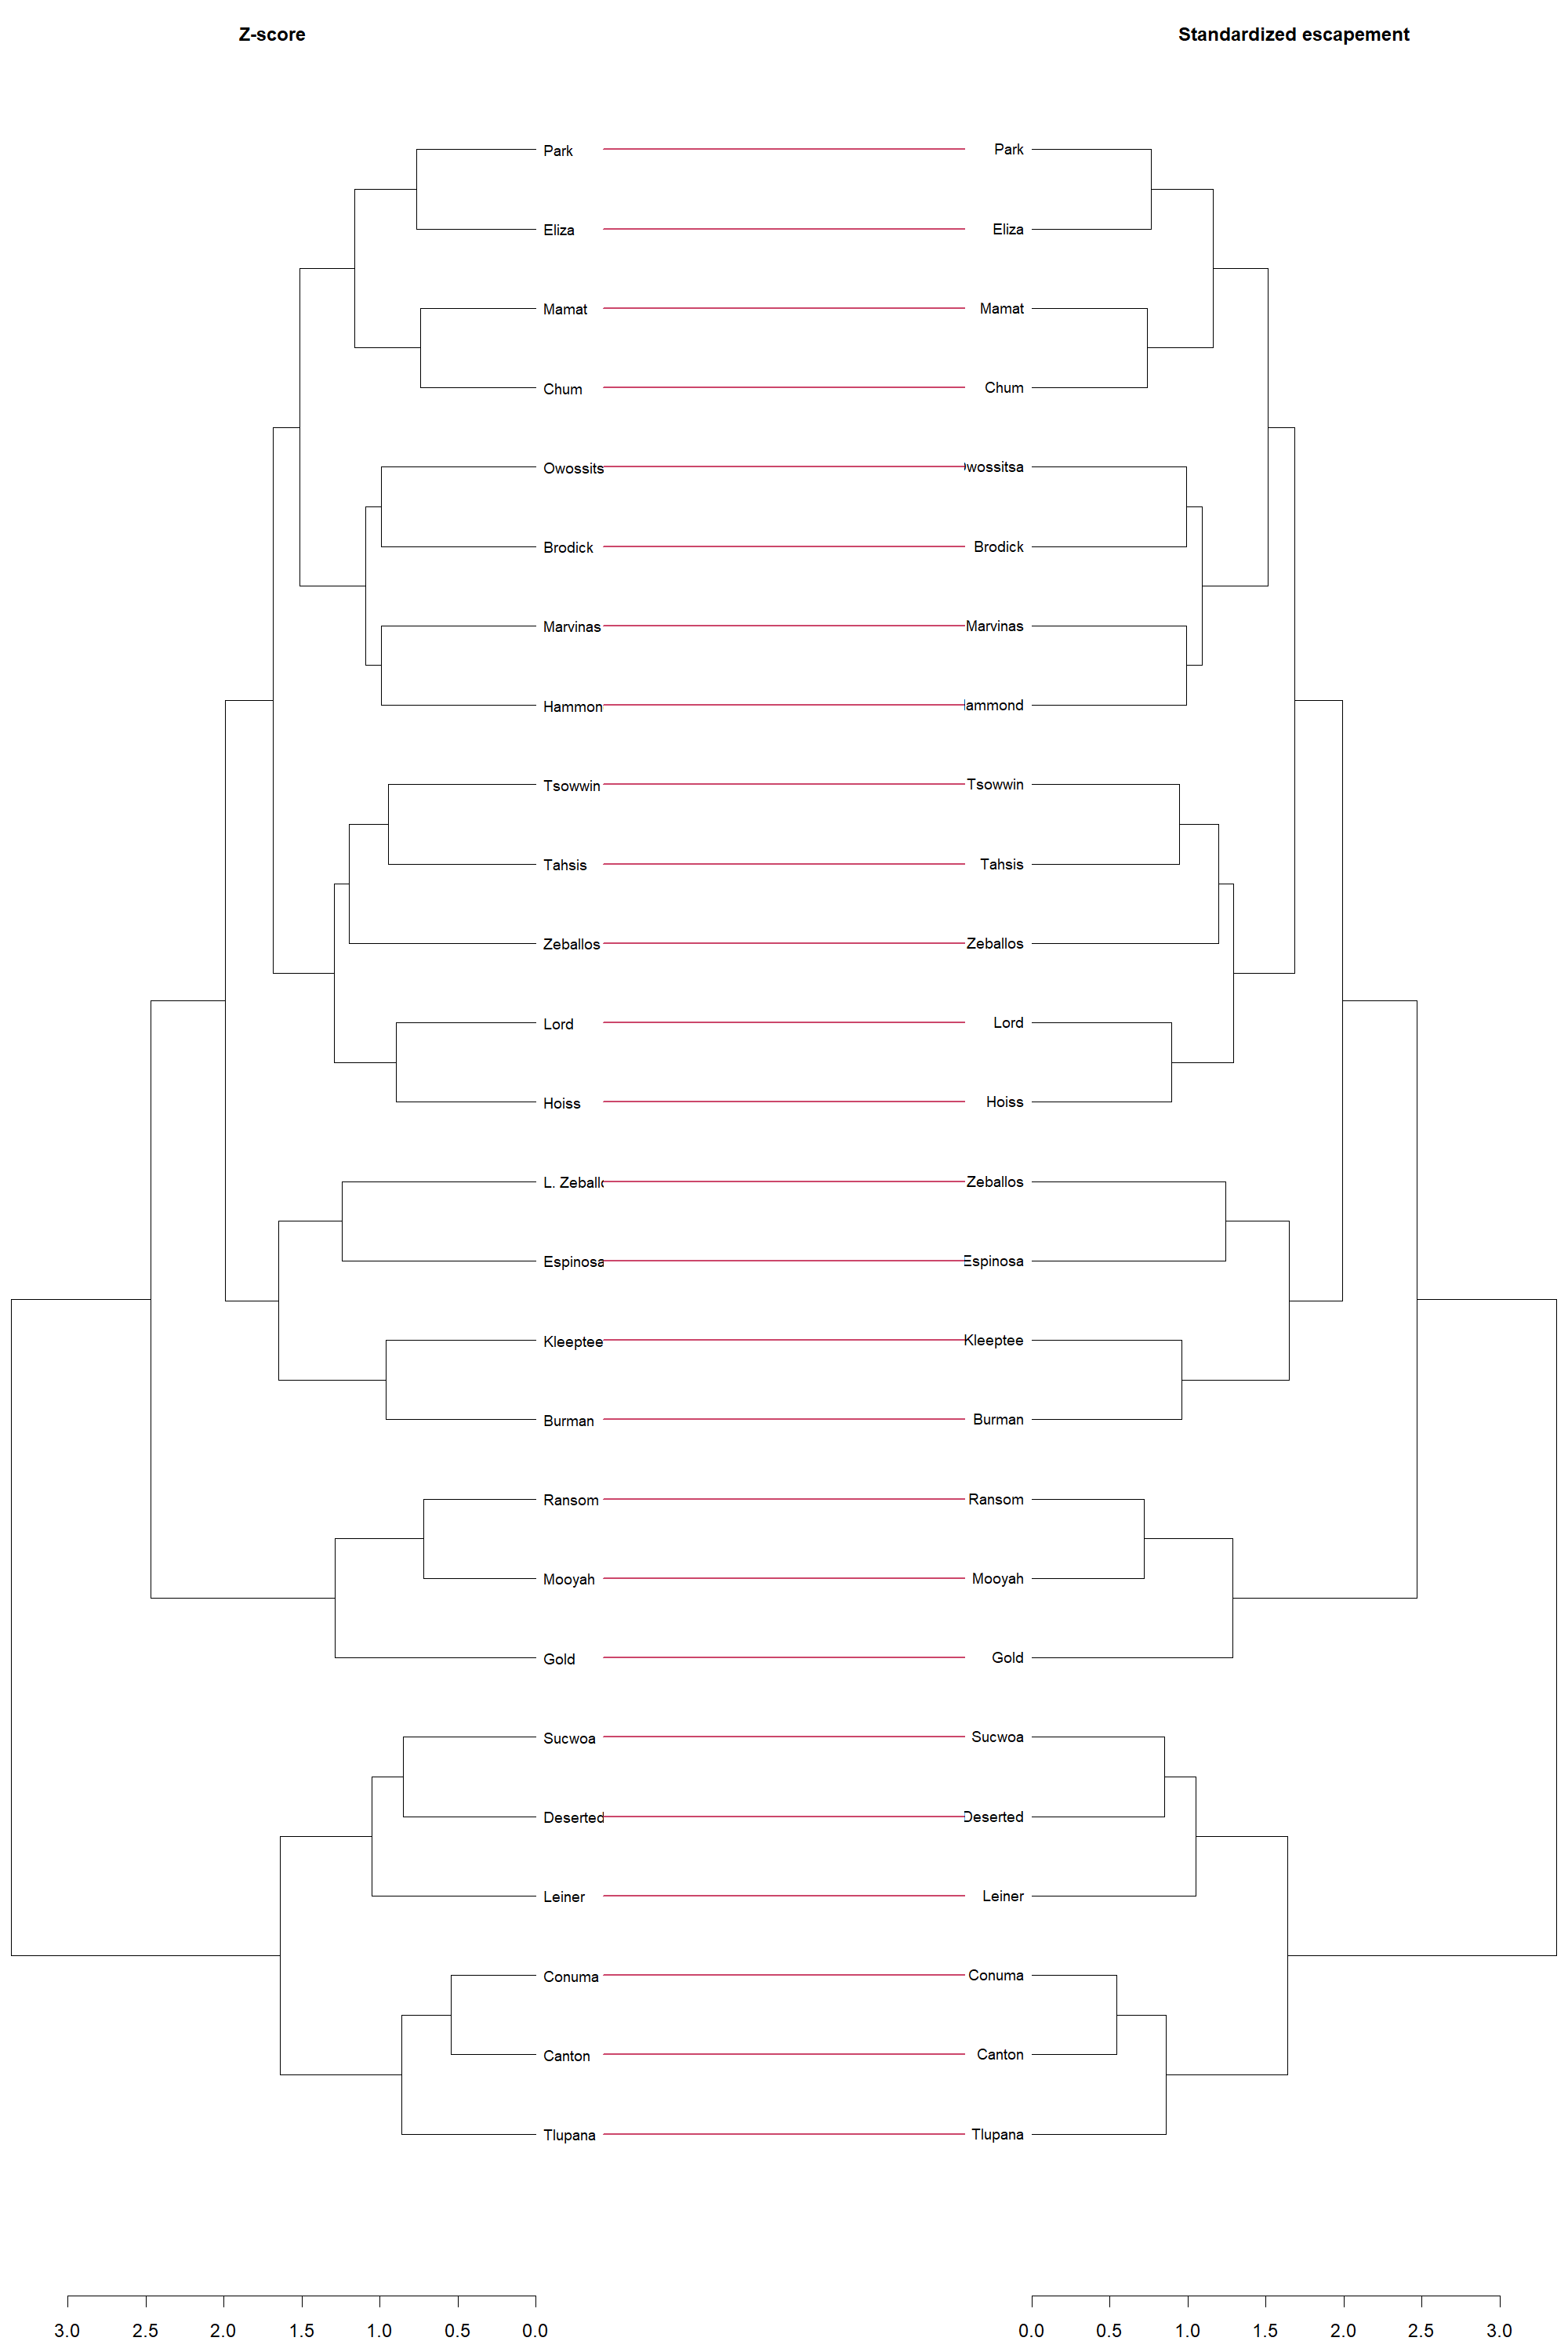 Z-score Standardized escapement
Park Park
Eliza Eliza
Mamat Mamat
Chum Chum
Owossits wossitsa
Brodick Brodick
Marvinas Marvinas
Hammon ammond
Tsowwin Tsowwin
Tahsis Tahsis
Zeballos Zeballos
Lord Lord
Hoiss Hoiss
L. Zeball Zeballos
Espinosa Espinosa
Kleeptee Kleeptee
Burman Burman
Ransom Ransom
Mooyah Mooyah
Gold Gold
Sucwoa Sucwoa
Deserted Deserted
Leiner Leiner
Conuma Conuma
Canton Canton
Tlupana Tlupana
3.0 2.5 2.0 1.5 1.0 0.5 0.0 0.0 0.5 1.0 1.5 2.0 2.5 3.0